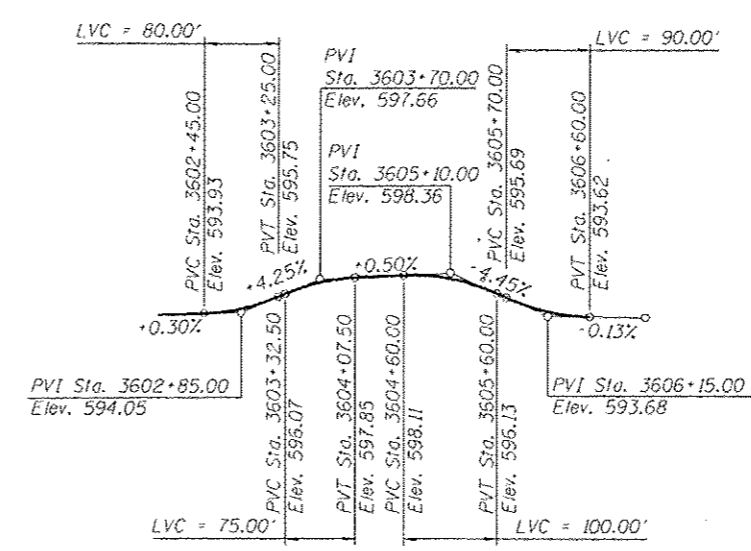 LVC = 80.00'
LVC = 90.00'
PVC Sta. 3602+45.00
Elev. 593.93
PVT Sta. 3603+25.00
Elev. 595.75
PVI
Sta. 3603+70.00
Elev. 597.66
PVI
Sta. 3605+10.00
Elev. 598.36
PVC Sta. 3605+70.00
Elev. 595.69
PVT Sta. 3606+60.00
Elev. 593.62
+0.30%
+4.25%
+0.50%
-4.45%
-0.13%
PVI Sta. 3602+85.00
Elev. 594.05
PVC Sta. 3603+32.50
Elev. 596.07
PVT Sta. 3604+07.50
Elev. 597.85
PVC Sta. 3604+60.00
Elev. 598.11
PVT Sta. 3605+60.00
Elev. 596.13
PVI Sta. 3606+15.00
Elev. 593.68
LVC = 75.00'
LVC = 100.00'